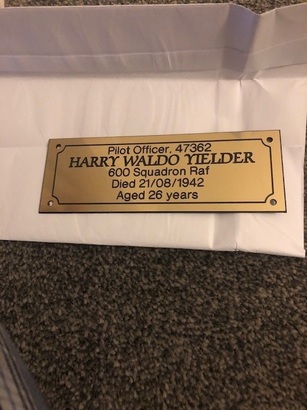 Pilot Officer. 47362
HARRY WALDO YIELDER
600 Squadron Raf
Died 21/08/1942
Aged 26 years